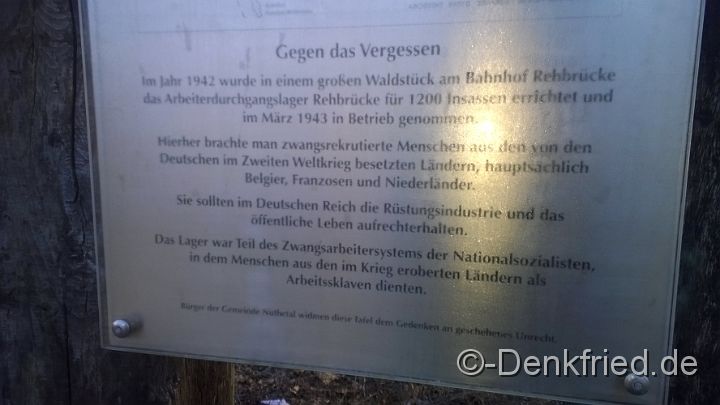 Gegen das Vergessen
Im Jahr 1942 wurde in einem großen Waldstück am Bahnhof Rehbrücke
das Arbeiterdurchgangslager Rehbrücke für 1200 Insassen errichtet und
im März 1943 in Betrieb genommen.
Hierher brachte man zwangsrekrutierte Menschen aus den von den
Deutschen im Zweiten Weltkrieg besetzten Ländern, hauptsächlich
Belgier, Franzosen und Niederländer.
Sie sollten im Deutschen Reich die Rüstungsindustrie und das
öffentliche Leben aufrechterhalten.
Das Lager war Teil des Zwangsarbeitersystems der Nationalsozialisten,
in dem Menschen aus den im Krieg eroberten Ländern als
Arbeitssklaven dienten.
Bürger der Gemeinde Nuthetal widmen diese Tafel dem Gedenken an geschehenes Unrecht.
©-Denkfried.de